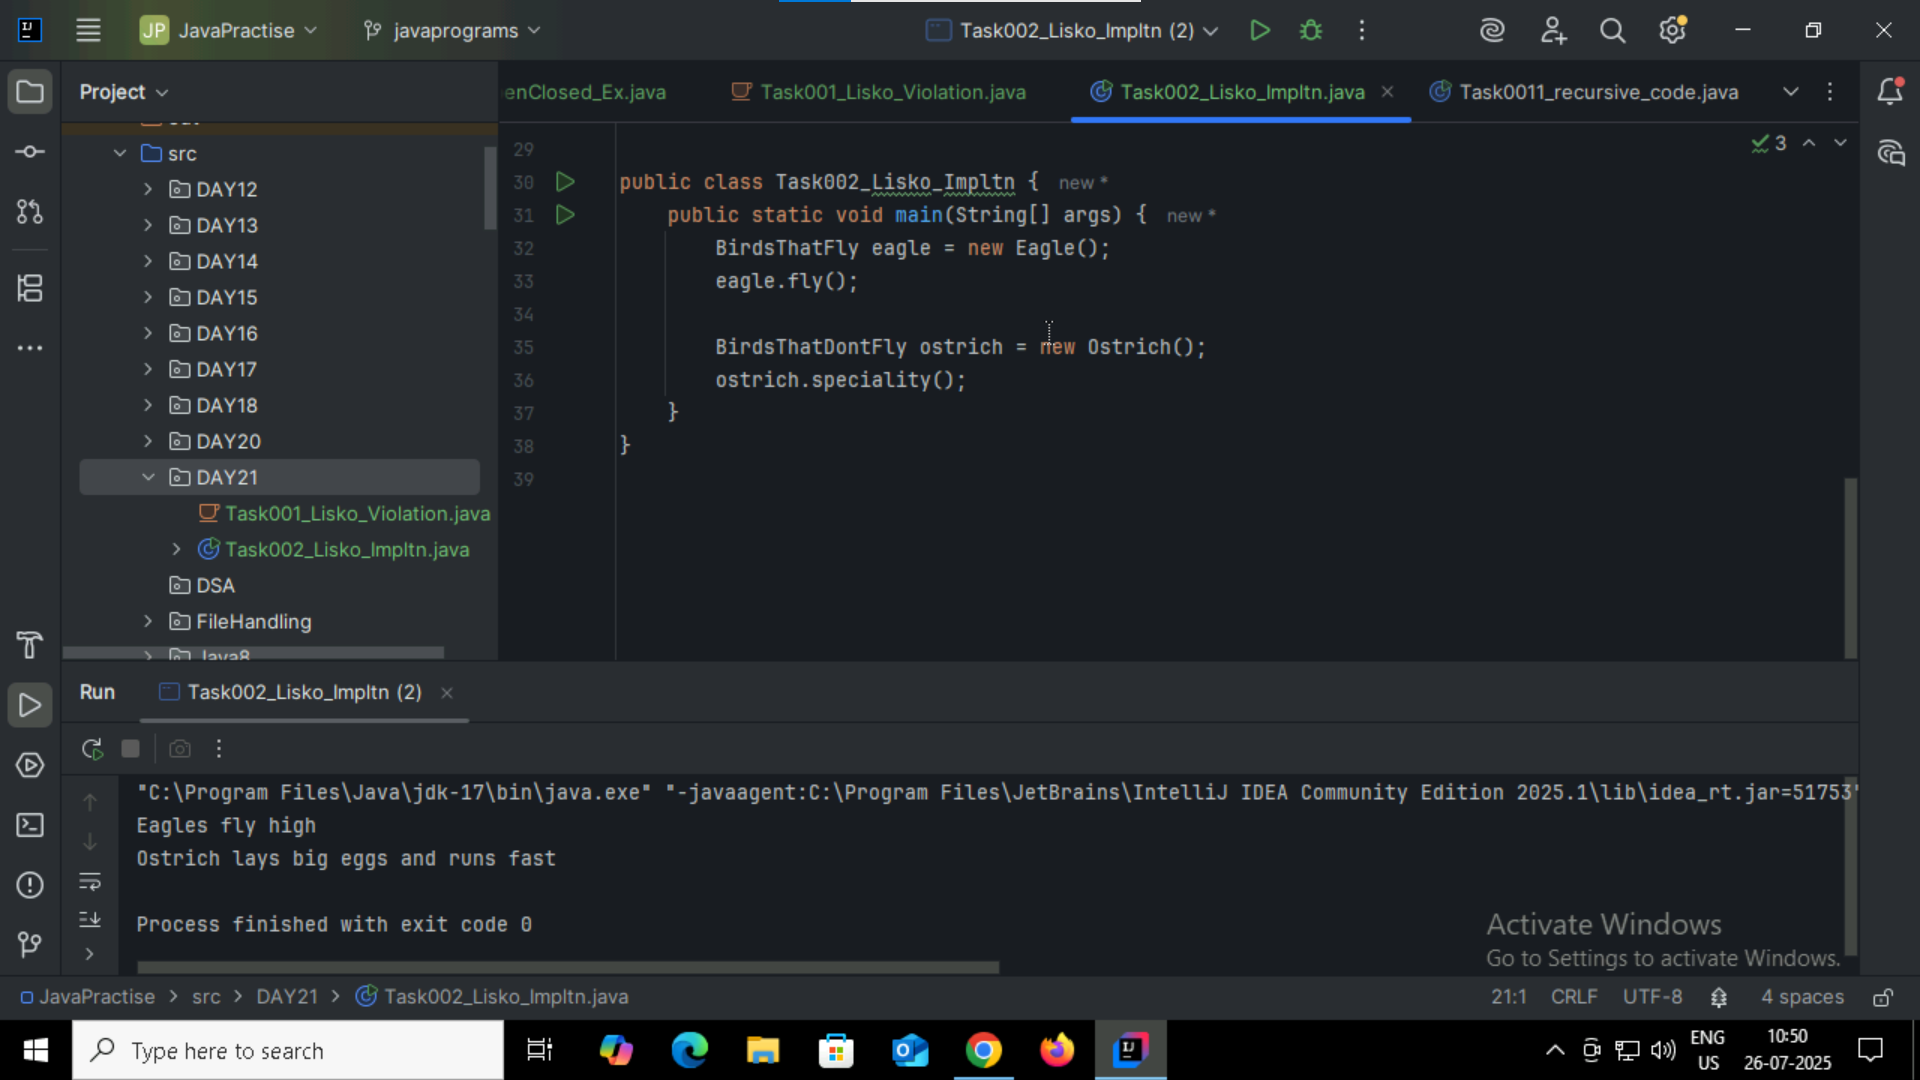 JP JavaPractise javaprograms Task002_Lisko_Impltn (2)
Project
enClosed_Ex.java Task001_Lisko_Violation.java Task002_Lisko_Impltn.java Task0011_recursive_code.java
src
DAY12
DAY13
DAY14
DAY15
DAY16
DAY17
DAY18
DAY20
DAY21
Task001_Lisko_Violation.java
Task002_Lisko_Impltn.java
DSA
FileHandling
Java8
3
29
30 public class Task002_Lisko_Impltn { new *
31 public static void main(String[] args) { new *
32 BirdsThatFly eagle = new Eagle();
33 eagle.fly();
34
35 BirdsThatDontFly ostrich = new Ostrich();
36 ostrich.speciality();
37 }
38 }
39
Run Task002_Lisko_Impltn (2)
"C:\Program Files\Java\jdk-17\bin\java.exe" "-javaagent:C:\Program Files\JetBrains\IntelliJ IDEA Community Edition 2025.1\lib\idea_rt.jar=51753"
Eagles fly high
Ostrich lays big eggs and runs fast
Process finished with exit code 0
Activate Windows
Go to Settings to activate Windows.
JavaPractise > src > DAY21 > Task002_Lisko_Impltn.java 21:1 CRLF UTF-8 4 spaces
Type here to search
ENG
US
10:50
26-07-2025